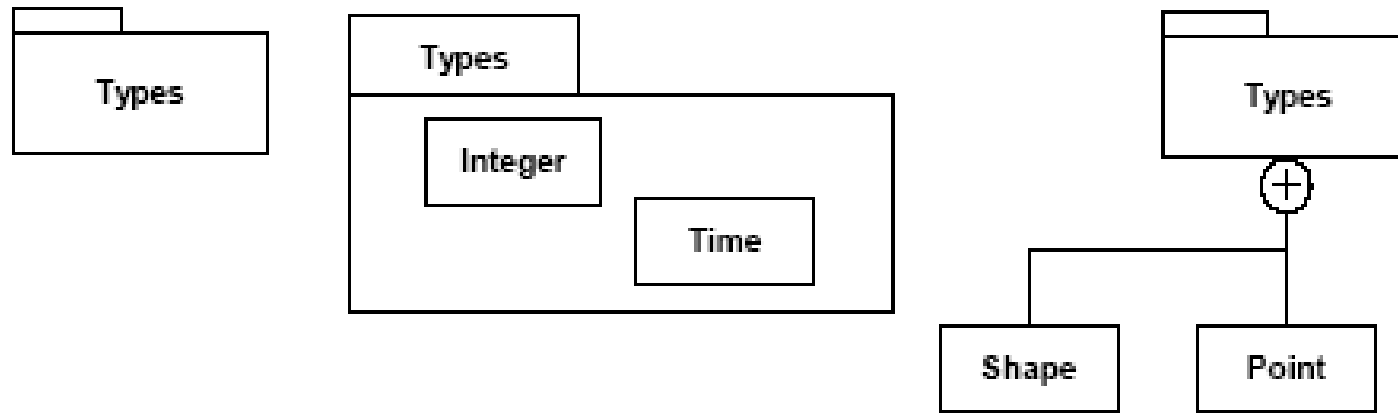 Types
Types
Integer
Time
Types
Shape
Point